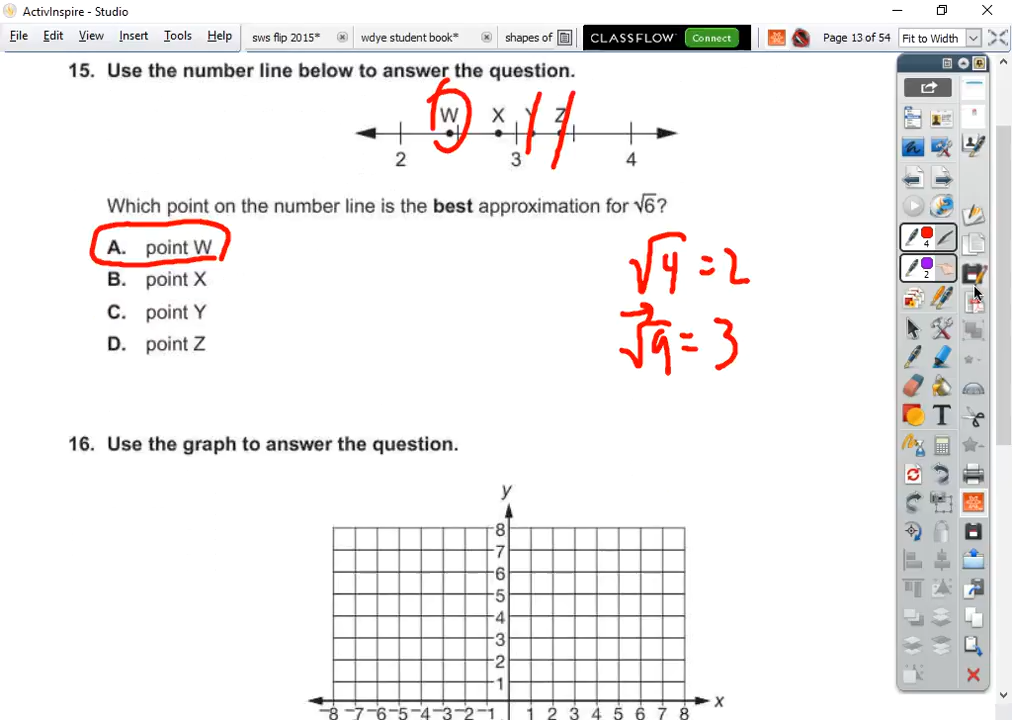 ActivInspire - Studio
File Edit View Insert Tools Help sws flip 2015* wdye student book* shapes of CLASSFLOW Connect Page 13 of 54 Fit to Width
15. Use the number line below to answer the question.
W X Y Z
2 3 4
Which point on the number line is the best approximation for √6?
A. point W
B. point X
C. point Y
D. point Z
√4 = 2
√9 = 3
16. Use the graph to answer the question.
y
8
7
6
5
4
3
2
1
x
-8 -7 -6 -5 -4 -3 -2 -1 1 2 3 4 5 6 7 8
4
2
T